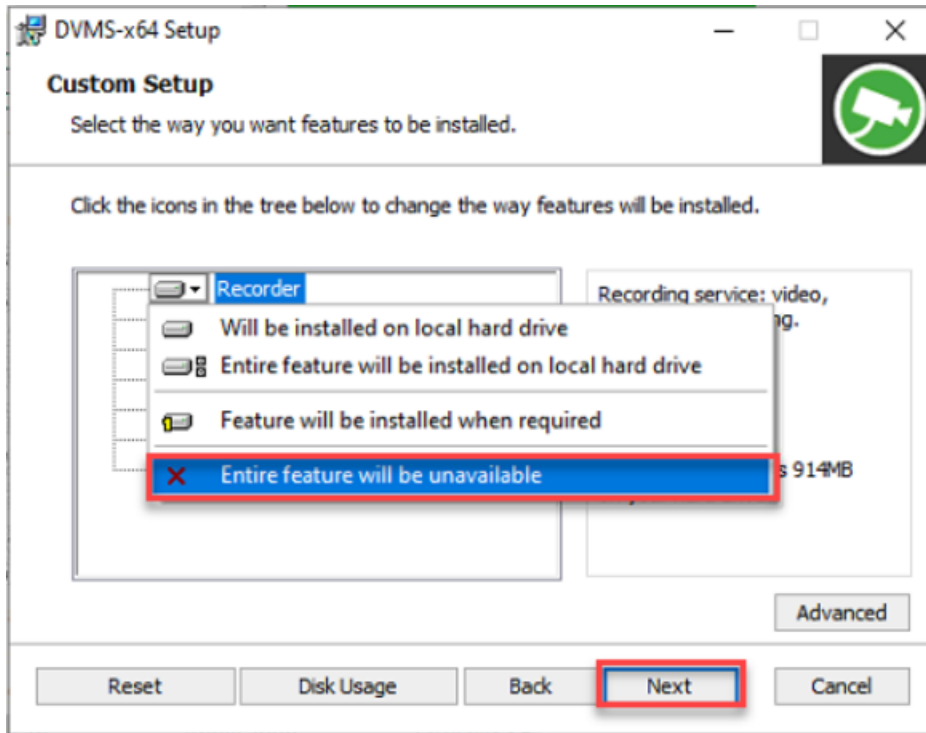 DVMS-x64 Setup
Custom Setup
Select the way you want features to be installed.
Click the icons in the tree below to change the way features will be installed.
Recorder
Recording service: video,
Will be installed on local hard drive
Entire feature will be installed on local hard drive
Feature will be installed when required
Entire feature will be unavailable
914MB
Advanced
Reset Disk Usage Back Next Cancel